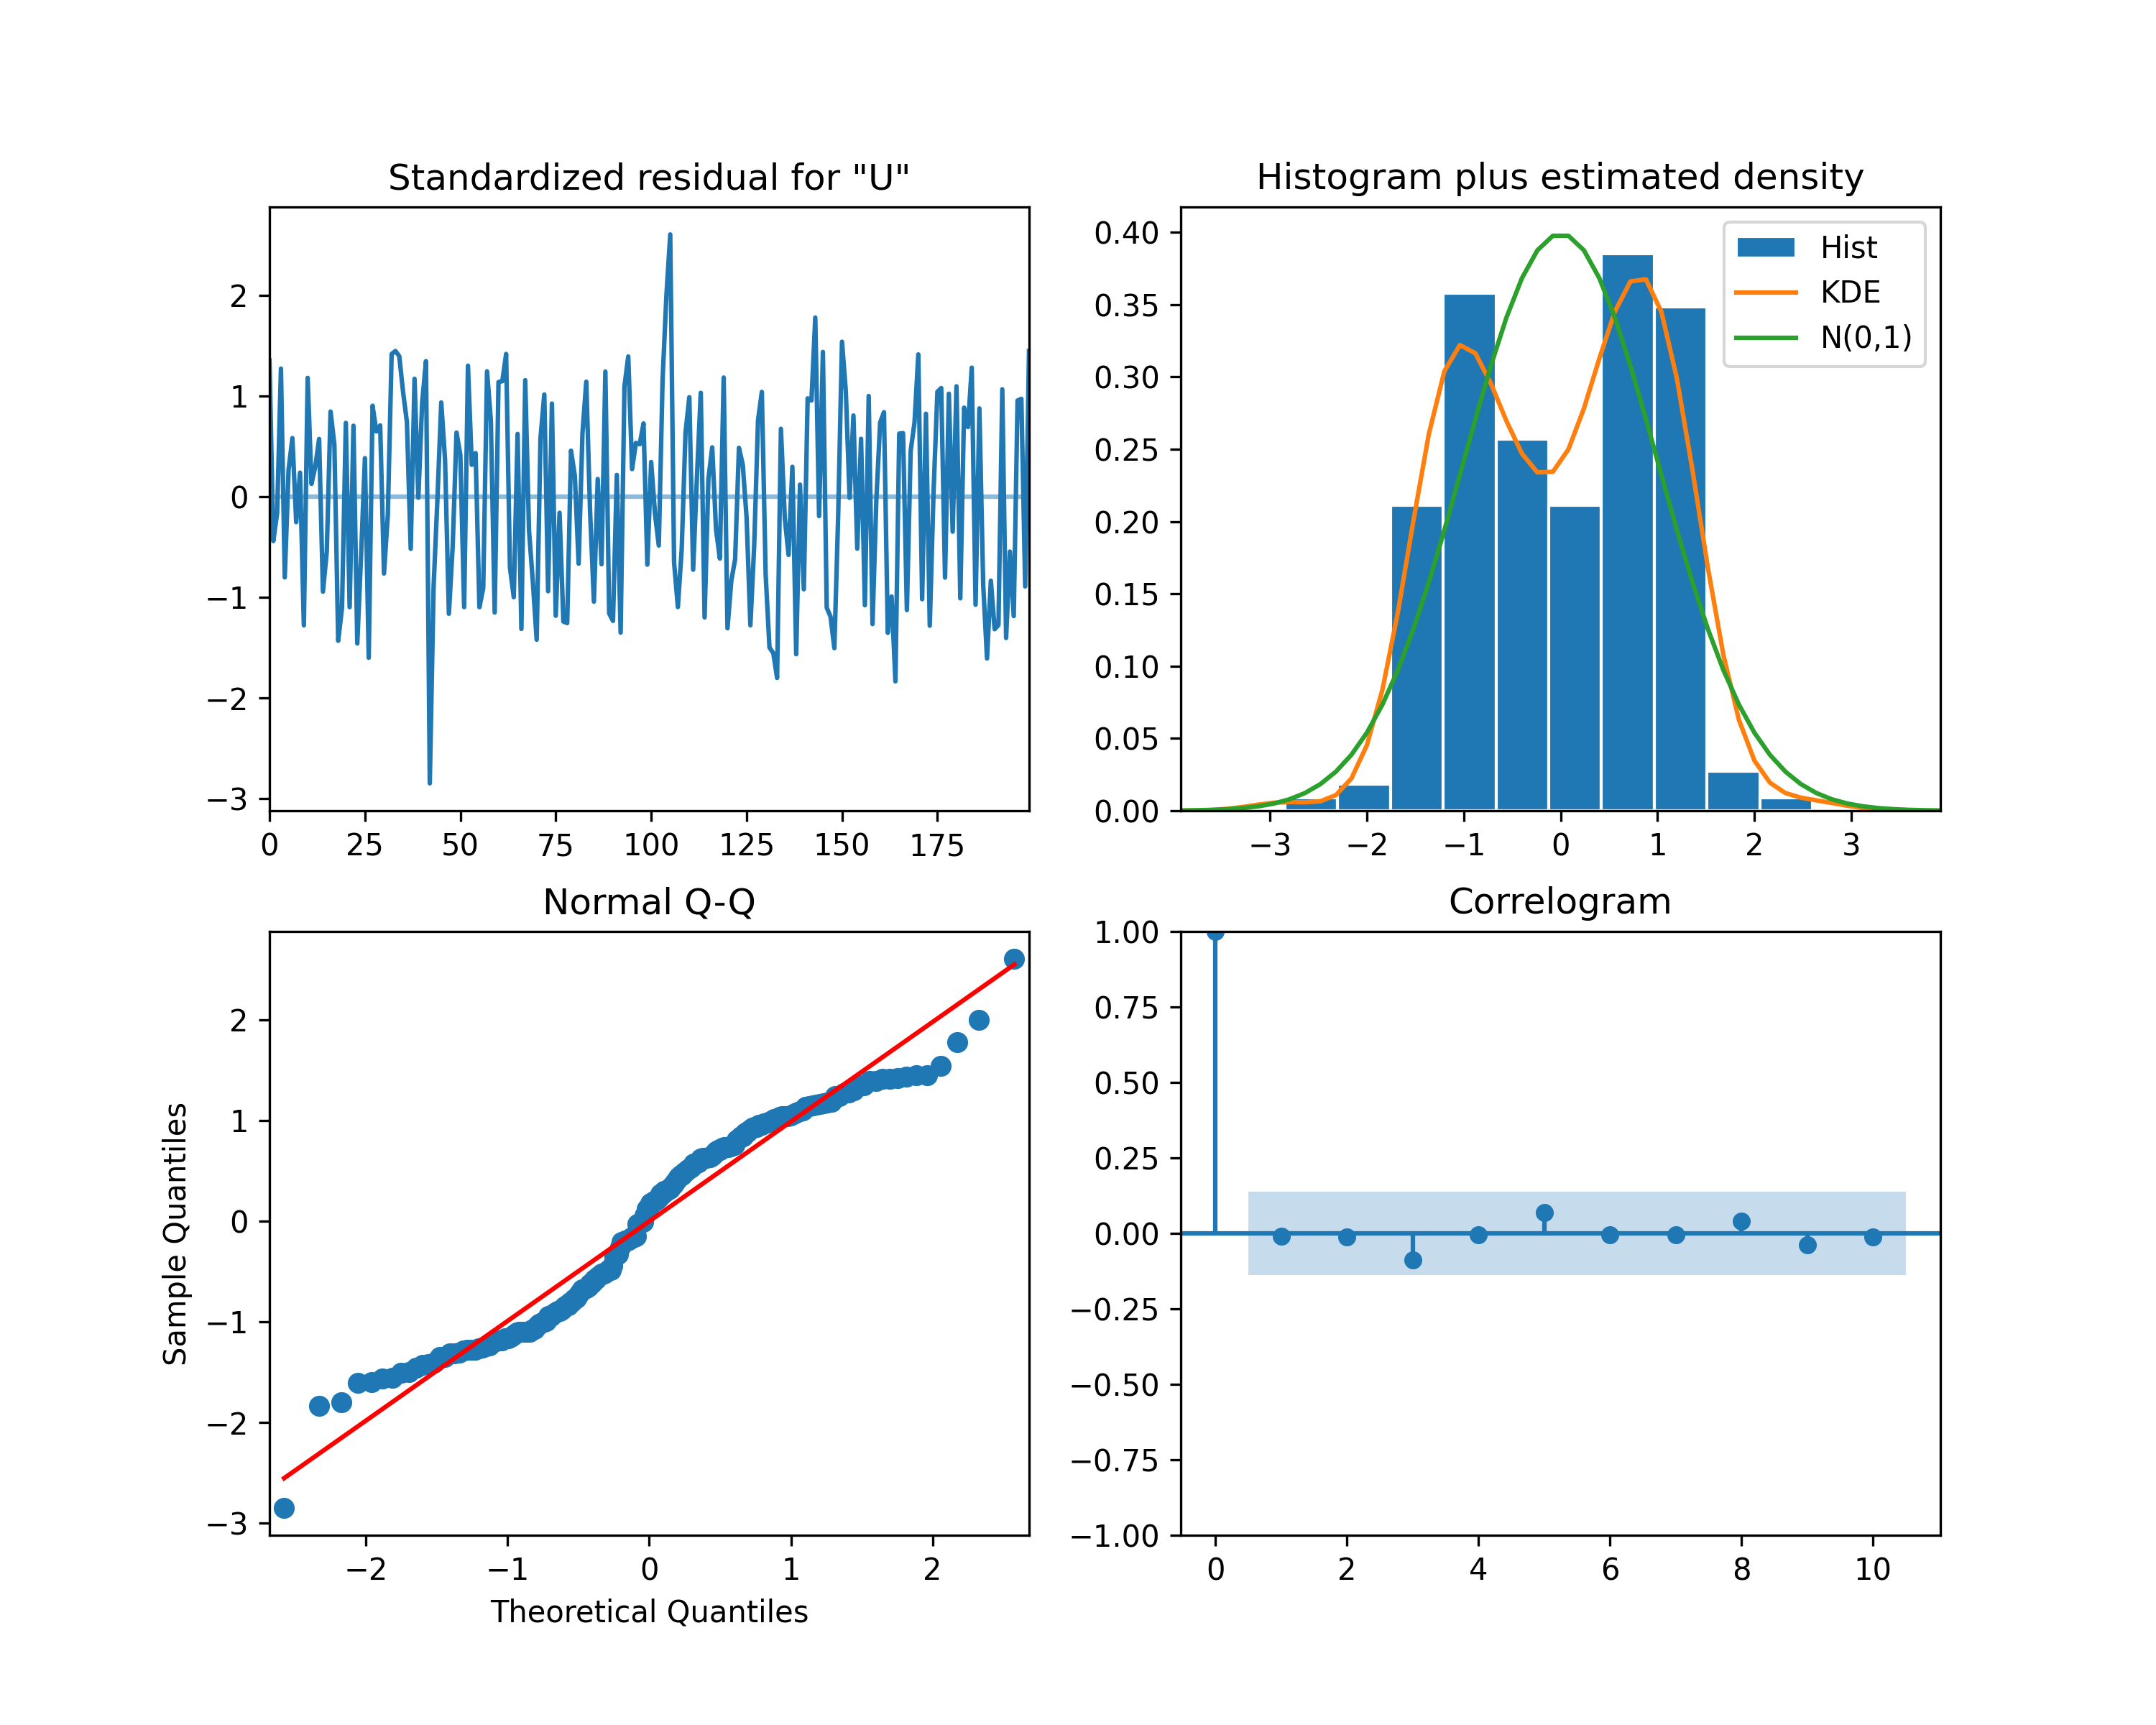 Standardized residual for "U"
2
1
0
−1
−2
−3
0 25 50 75 100 125 150 175
Histogram plus estimated density
0.40
0.35
0.30
0.25
0.20
0.15
0.10
0.05
0.00
−3 −2 −1 0 1 2 3
Hist
KDE
N(0,1)
Normal Q-Q
Sample Quantiles
2
1
0
−1
−2
−3
−2 −1 0 1 2
Theoretical Quantiles
Correlogram
1.00
0.75
0.50
0.25
0.00
−0.25
−0.50
−0.75
−1.00
0 2 4 6 8 10